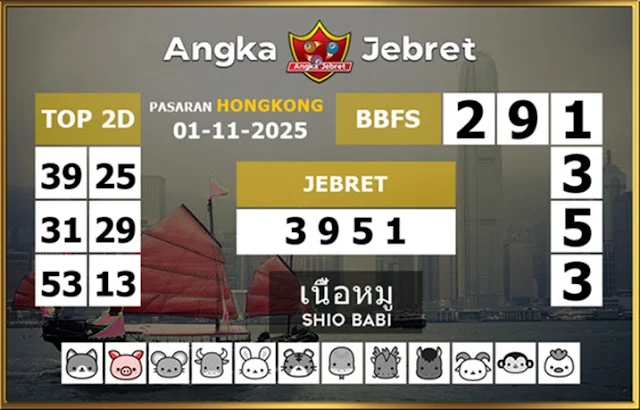 Angka Jebret
Angka Jebret
TOP 2D
PASARAN HONGKONG
01-11-2025
BBFS
2 9 1
3
5
3
39 25
31 29
53 13
JEBRET
3 9 5 1
เนื้อหมู
SHIO BABI